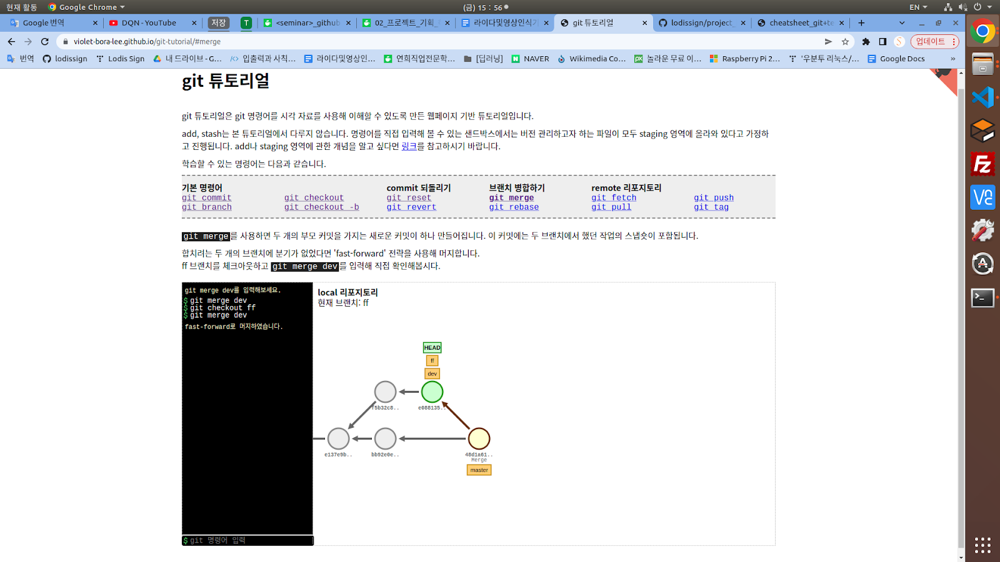 현재 활동
Google Chrome
(금) 15 : 56
EN
Google 번역
DQN - YouTube
저장
T
<seminar>_github
02_프로젝트_기획_
라이다및영상인식기
git 튜토리얼
lodissign/project_
cheatsheet_git+te
violet-bora-lee.github.io/git-tutorial/#merge
업데이트
번역
lodissign
Lodis Sign
내 드라이브 - G...
입출력과 사칙...
라이다및영상인...
연희직업전문학...
[딥러닝]
NAVER
Wikimedia Co...
놀라운 무료 이...
Raspberry Pi 2...
'우분투 리눅스/...
Google Docs
»
git 튜토리얼
git 튜토리얼은 git 명령어를 시각 자료를 사용해 이해할 수 있도록 만든 웹페이지 기반 튜토리얼입니다.
add, stash는 본 튜토리얼에서 다루지 않습니다. 명령어를 직접 입력해 볼 수 있는 샌드박스에서는 버전 관리하고자 하는 파일이 모두 staging 영역에 올라와 있다고 가정하
고 진행됩니다. add나 staging 영역에 관한 개념을 알고 싶다면 링크를 참고하시기 바랍니다.
학습할 수 있는 명령어는 다음과 같습니다.
기본 명령어 commit 되돌리기 브랜치 병합하기 remote 리포지토리
git commit git checkout git reset git merge git fetch git push
git branch git checkout -b git revert git rebase git pull git tag
git merge를 사용하면 두 개의 부모 커밋을 가지는 새로운 커밋이 하나 만들어집니다. 이 커밋에는 두 브랜치에서 했던 작업의 스냅숏이 포함됩니다.
합치려는 두 개의 브랜치에 분기가 없었다면 'fast-forward' 전략을 사용해 머지합니다.
ff 브랜치를 체크아웃하고 git merge dev를 입력해 직접 확인해봅시다.
git merge dev를 입력해보세요.
$ git merge dev
$ git checkout ff
$ git merge dev
fast-forward로 머지하였습니다.
$ git 명령어 입력
local 리포지토리
현재 브랜치: ff
HEAD
ff
dev
f5b32c8..
e088135..
e137e9b..
bb92e0e..
48d1a61..
Merge
master
Fz
VNC
A
>_